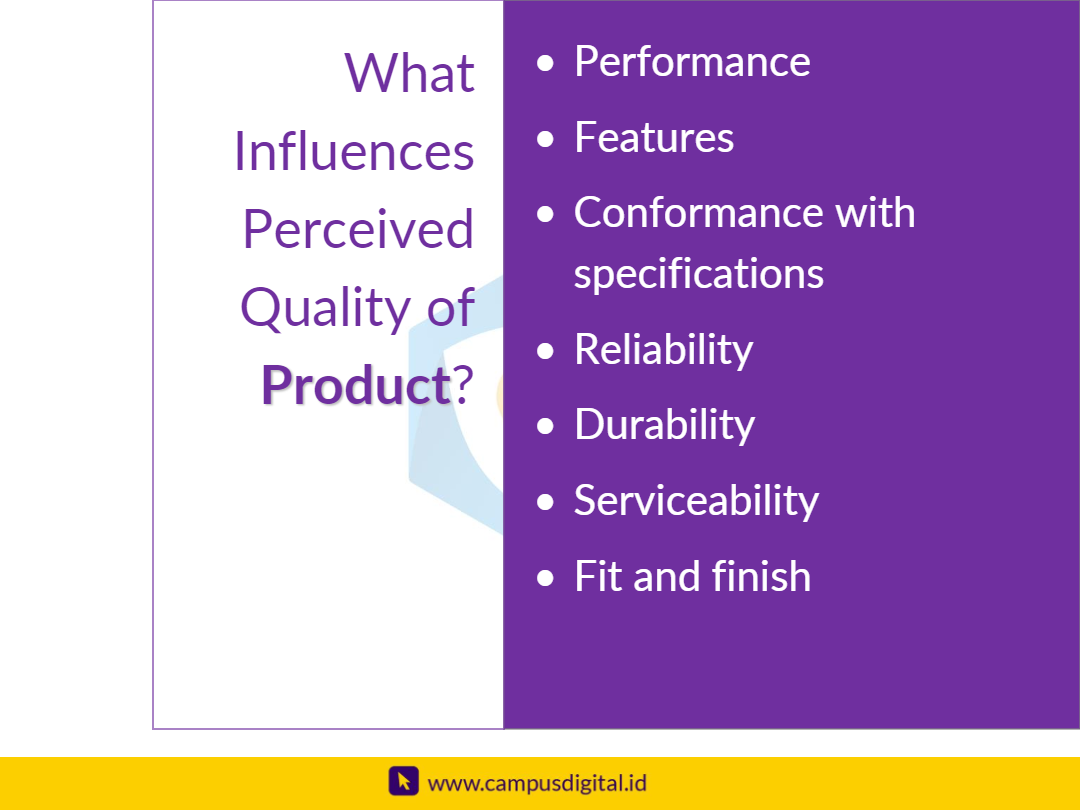 What
Influences
Perceived
Quality of
Product?
• Performance
• Features
• Conformance with
specifications
• Reliability
• Durability
• Serviceability
• Fit and finish
www.campusdigital.id